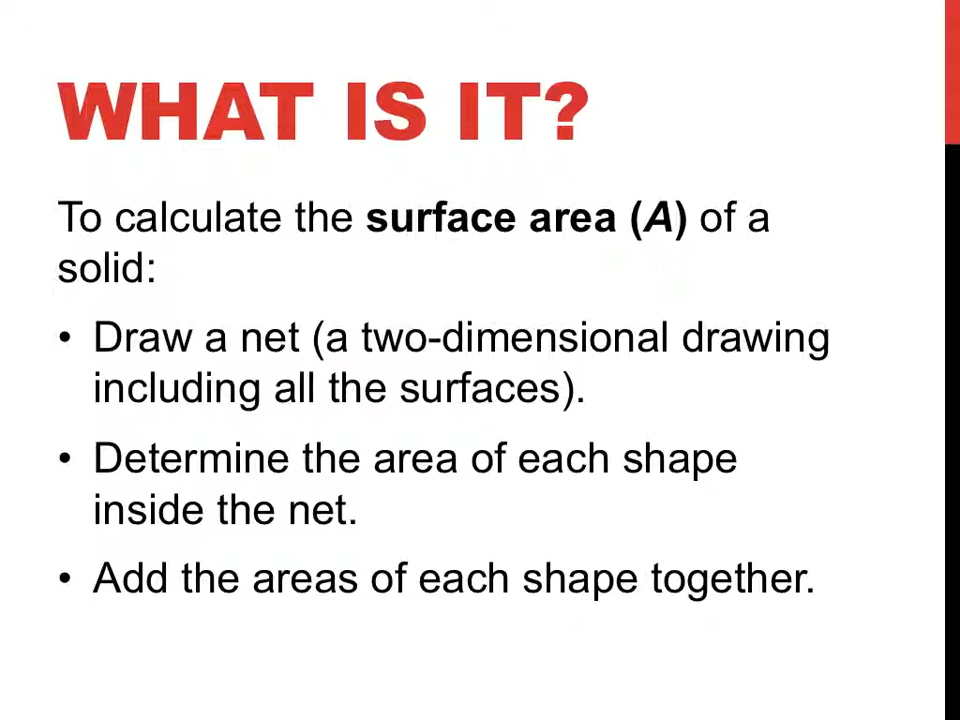 WHAT IS IT?
To calculate the surface area (A) of a
solid:
• Draw a net (a two-dimensional drawing
including all the surfaces).
• Determine the area of each shape
inside the net.
• Add the areas of each shape together.